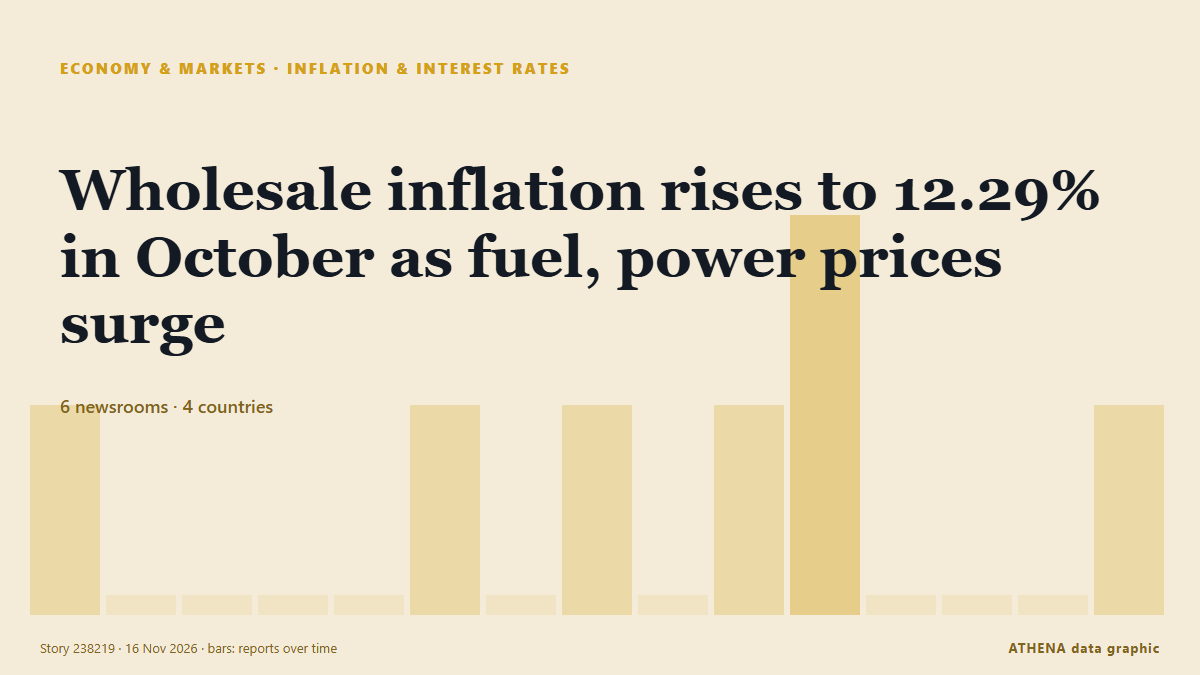 ECONOMY & MARKETS · INFLATION & INTEREST RATES
Wholesale inflation rises to 12.29%
in October as fuel, power prices
surge
6 newsrooms · 4 countries
Story 238219 · 16 Nov 2026 · bars: reports over time
ATHENA data graphic